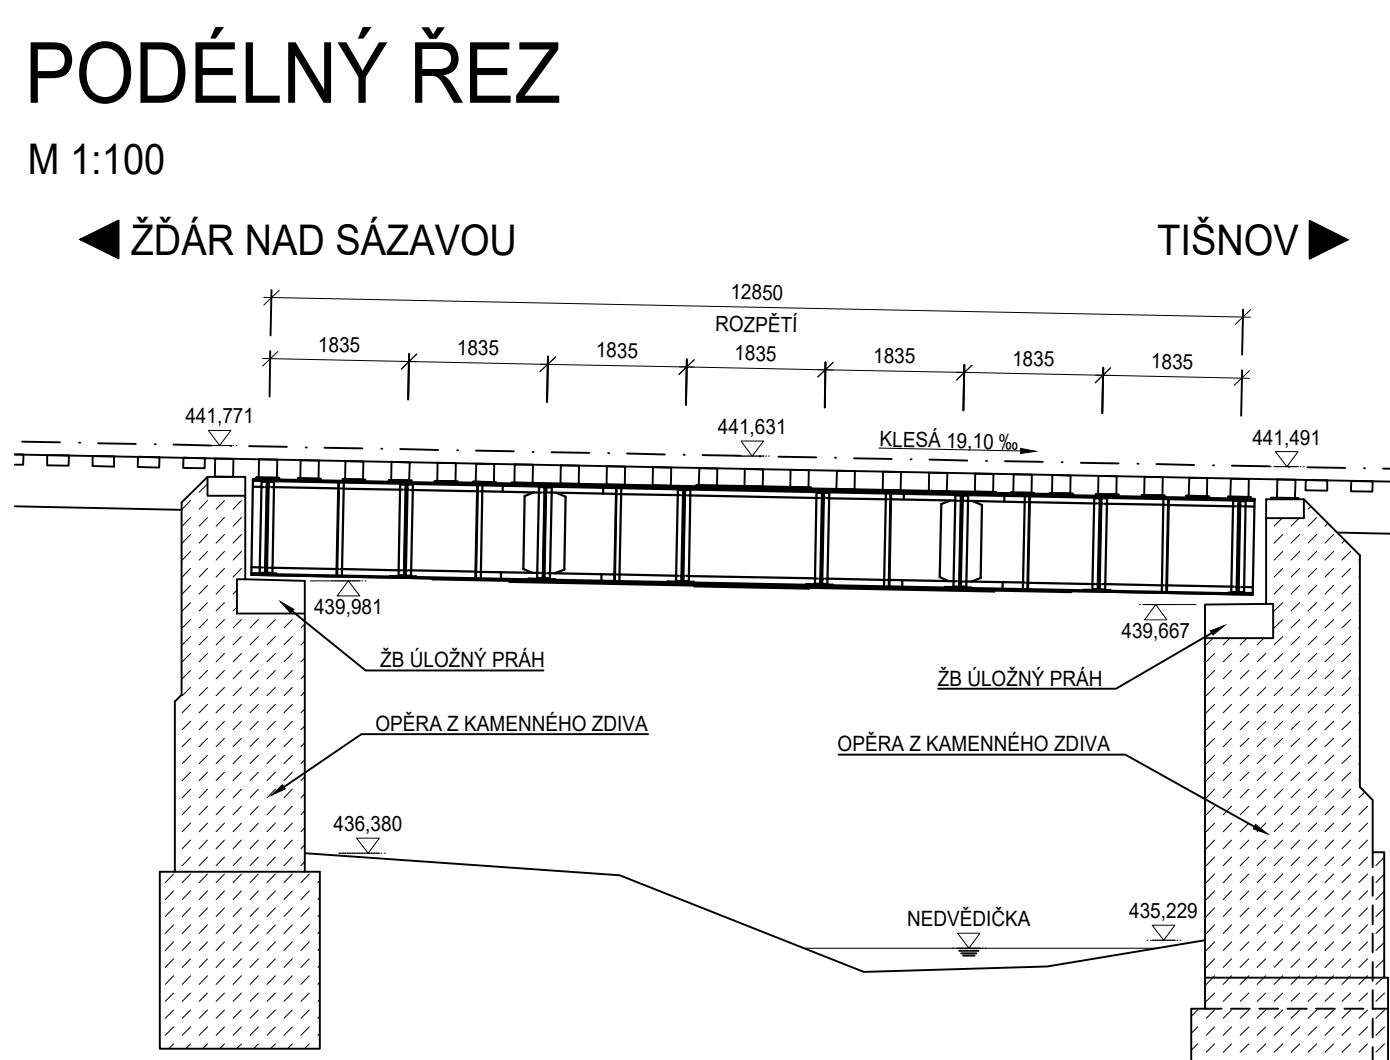 PODÉLNÝ ŘEZ
M 1:100
ŽĎÁR NAD SÁZAVOU
TIŠNOV
12850
ROZPĚTÍ
1835
1835
1835
1835
1835
1835
1835
441,771
441,631
KLESÁ 19,10 ‰
441,491
439,981
439,667
ŽB ÚLOŽNÝ PRÁH
ŽB ÚLOŽNÝ PRÁH
OPĚRA Z KAMENNÉHO ZDIVA
OPĚRA Z KAMENNÉHO ZDIVA
436,380
NEDVĚDIČKA
435,229